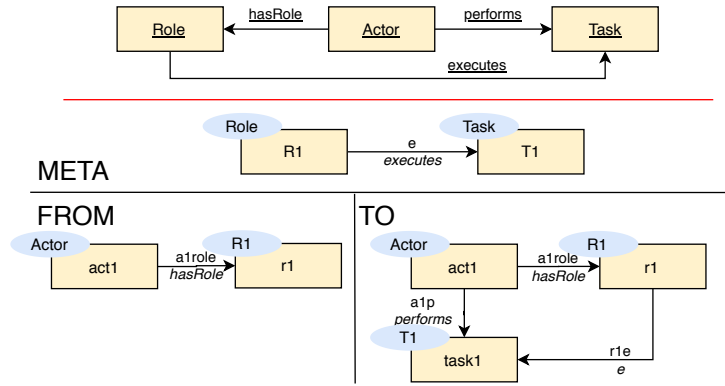 hasRole
performs
Role
Actor
Task
executes
Role
Task
R1
e
executes
T1
META
FROM
TO
Actor
R1
act1
a1role
hasRole
r1
Actor
R1
act1
a1role
hasRole
r1
a1p
performs
T1
task1
r1e
e